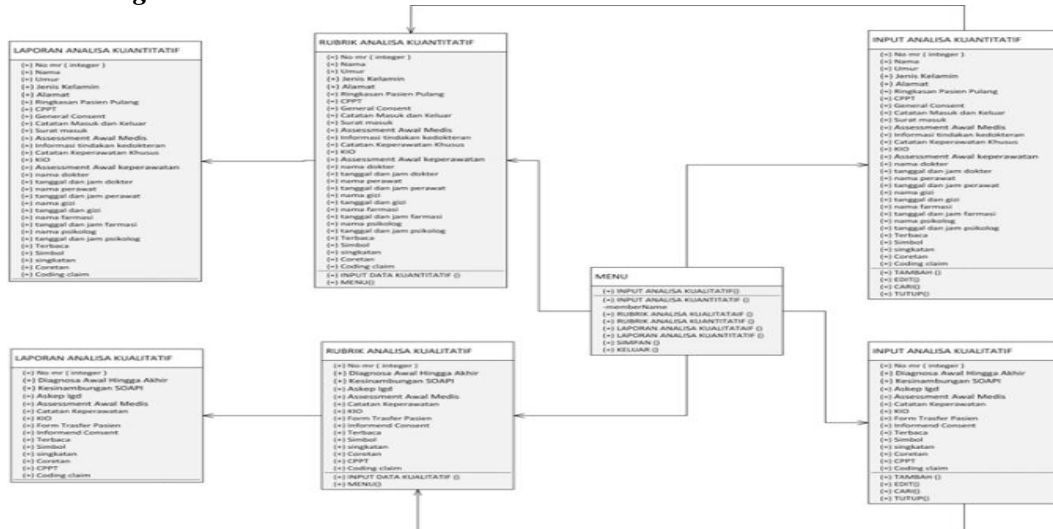 LAPORAN ANALISA KUANTITATIF
(+) No mr ( integer )
(+) Nama
(+) Umur
(+) Jenis Kelamin
(+) Alamat
(+) Ringkasan Pasien Pulang
(+) CPPT
(+) General Consent
(+) Catatan Masuk dan Keluar
(+) Surat masuk
(+) Assessment Awal Medis
(+) Informasi tindakan kedokteran
(+) Catatan Keperawatan Khusus
(+) KIO
(+) Assessment Awal keperawatan
(+) nama dokter
(+) tanggal dan jam dokter
(+) nama perawat
(+) tanggal dan jam perawat
(+) nama gizi
(+) tanggal dan gizi
(+) nama farmasi
(+) tanggal dan jam farmasi
(+) nama psikolog
(+) tanggal dan jam psikolog
(+) Terbaca
(+) Simbol
(+) singkatan
(+) Coretan
(+) Coding claim
RUBRIK ANALISA KUANTITATIF
(+) No mr ( integer )
(+) Nama
(+) Umur
(+) Jenis Kelamin
(+) Alamat
(+) Ringkasan Pasien Pulang
(+) CPPT
(+) General Consent
(+) Catatan Masuk dan Keluar
(+) Surat masuk
(+) Assessment Awal Medis
(+) Informasi tindakan kedokteran
(+) Catatan Keperawatan Khusus
(+) KIO
(+) Assessment Awal keperawatan
(+) nama dokter
(+) tanggal dan jam dokter
(+) nama perawat
(+) tanggal dan jam perawat
(+) nama gizi
(+) tanggal dan gizi
(+) nama farmasi
(+) tanggal dan jam farmasi
(+) nama psikolog
(+) tanggal dan jam psikolog
(+) Terbaca
(+) Simbol
(+) singkatan
(+) Coretan
(+) Coding claim
(+) INPUT DATA KUANTITATIF ()
(+) MENU()
INPUT ANALISA KUANTITATIF
(+) No mr ( integer )
(+) Nama
(+) Umur
(+) Jenis Kelamin
(+) Alamat
(+) Ringkasan Pasien Pulang
(+) CPPT
(+) General Consent
(+) Catatan Masuk dan Keluar
(+) Surat masuk
(+) Assessment Awal Medis
(+) Informasi tindakan kedokteran
(+) Catatan Keperawatan Khusus
(+) KIO
(+) Assessment Awal keperawatan
(+) nama dokter
(+) tanggal dan jam dokter
(+) nama perawat
(+) tanggal dan jam perawat
(+) nama gizi
(+) tanggal dan gizi
(+) nama farmasi
(+) tanggal dan jam farmasi
(+) nama psikolog
(+) tanggal dan jam psikolog
(+) Terbaca
(+) Simbol
(+) singkatan
(+) Coretan
(+) Coding claim
(+) TAMBAH ()
(+) EDIT()
(+) CARI()
(+) TUTUP()
MENU
(+) INPUT ANALISA KUALITATIF()
(+) INPUT ANALISA KUANTITATIF ()
-memberName
(+) RUBRIK ANALISA KUALITATAIF ()
(+) RUBRIK ANALISA KUANTITATIF ()
(+) LAPORAN ANALISA KUALITATAIF ()
(+) LAPORAN ANALISA KUANTITATIF ()
(+) SIMPAN ()
(+) KELUAR ()
LAPORAN ANALISA KUALITATIF
(+) No mr ( integer )
(+) Diagnosa Awal Hingga Akhir
(+) Kesinambungan SOAPI
(+) Askep Igd
(+) Assessment Awal Medis
(+) Catatan Keperawatan
(+) KIO
(+) Form Trasfer Pasien
(+) Informend Consent
(+) Terbaca
(+) Simbol
(+) singkatan
(+) Coretan
(+) CPPT
(+) Coding claim
RUBRIK ANALISA KUALITATIF
(+) No mr ( integer )
(+) Diagnosa Awal Hingga Akhir
(+) Kesinambungan SOAPI
(+) Askep Igd
(+) Assessment Awal Medis
(+) Catatan Keperawatan
(+) KIO
(+) Form Trasfer Pasien
(+) Informend Consent
(+) Terbaca
(+) Simbol
(+) singkatan
(+) Coretan
(+) CPPT
(+) Coding claim
(+) INPUT DATA KUALITATIF ()
(+) MENU()
INPUT ANALISA KUALITATIF
(+) No mr ( integer )
(+) Diagnosa Awal Hingga Akhir
(+) Kesinambungan SOAPI
(+) Askep Igd
(+) Assessment Awal Medis
(+) Catatan Keperawatan
(+) KIO
(+) Form Trasfer Pasien
(+) Informend Consent
(+) Terbaca
(+) Simbol
(+) singkatan
(+) Coretan
(+) CPPT
(+) Coding claim
(+) TAMBAH ()
(+) EDIT()
(+) CARI()
(+) TUTUP()